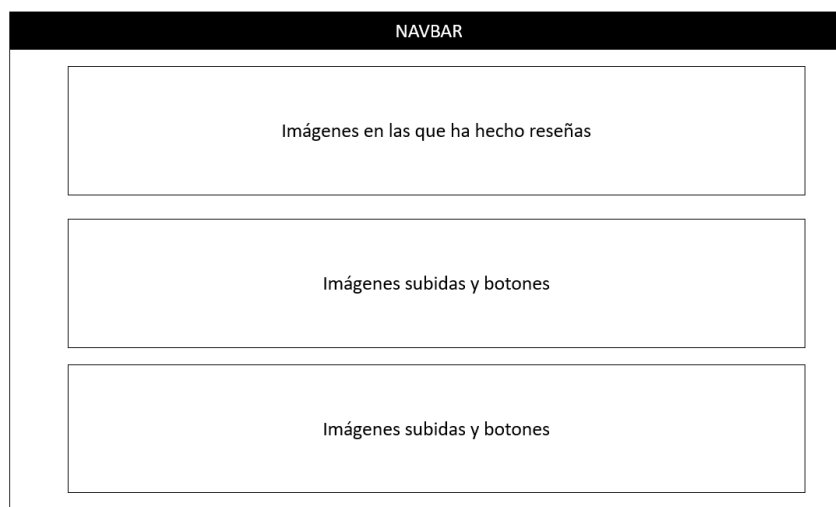 NAVBAR
Imágenes en las que ha hecho reseñas
Imágenes subidas y botones
Imágenes subidas y botones